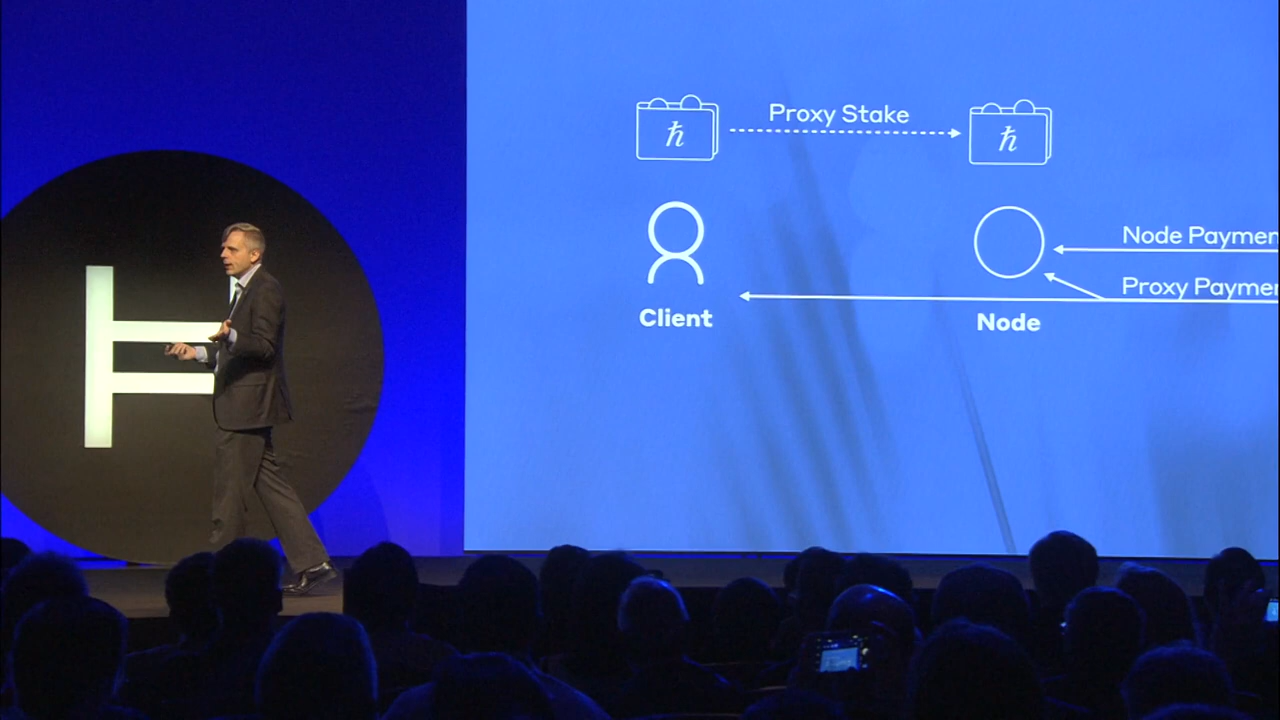 Proxy Stake
ℏ
ℏ
Node Paymen
Proxy Paymen
Client
Node